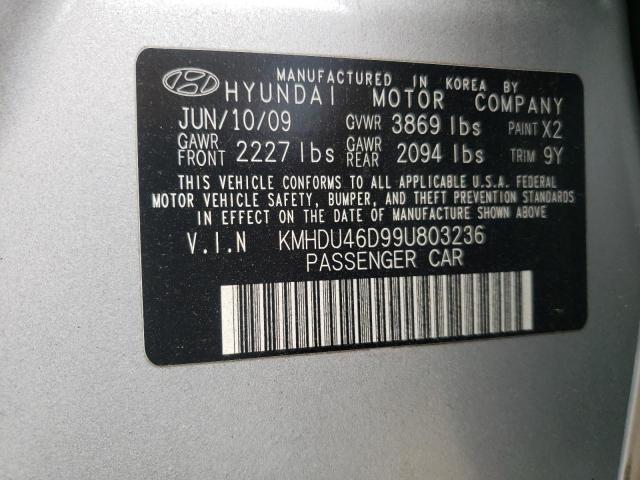 MANUFACTURED IN KOREA BY
HYUNDAI MOTOR COMPANY
JUN/10/09 GVWR 3869 lbs PAINT X2
GAWR FRONT 2227 lbs GAWR REAR 2094 lbs TRIM 9Y
THIS VEHICLE CONFORMS TO ALL APPLICABLE U.S.A. FEDERAL
MOTOR VEHICLE SAFETY, BUMPER, AND THEFT PREVENTION STANDARDS
IN EFFECT ON THE DATE OF MANUFACTURE SHOWN ABOVE.
V.I.N KMHDU46D99U803236
PASSENGER CAR